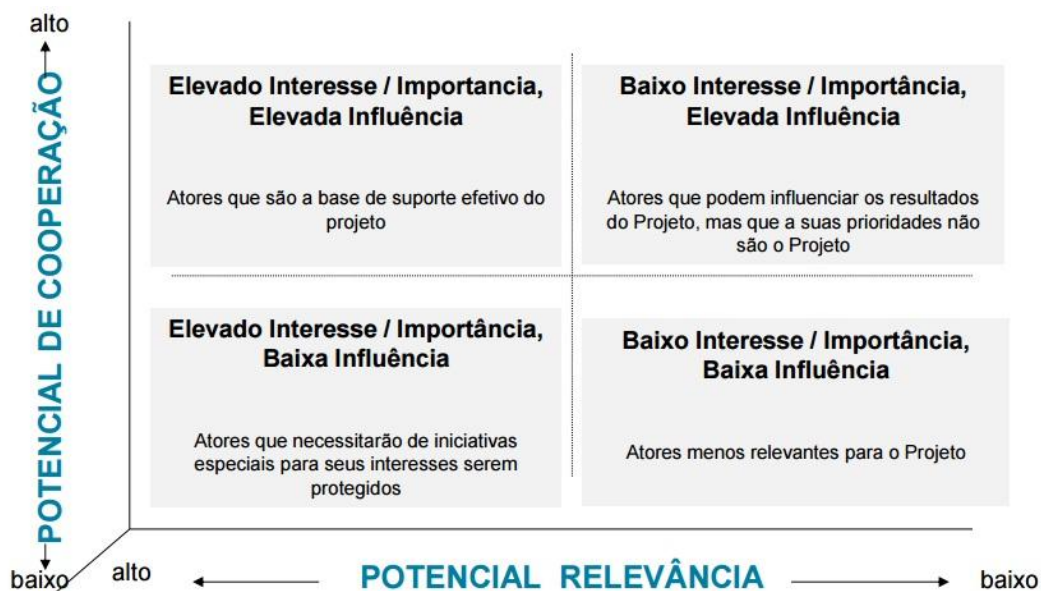 alto
POTENCIAL DE COOPERAÇÃO
baixo
Elevado Interesse / Importancia,
Elevada Influência
Atores que são a base de suporte efetivo do
projeto
Baixo Interesse / Importância,
Elevada Influência
Atores que podem influenciar os resultados
do Projeto, mas que a suas prioridades não
são o Projeto
Elevado Interesse / Importância,
Baixa Influência
Atores que necessitarão de iniciativas
especiais para seus interesses serem
protegidos
Baixo Interesse / Importância,
Baixa Influência
Atores menos relevantes para o Projeto
alto
POTENCIAL RELEVÂNCIA
baixo